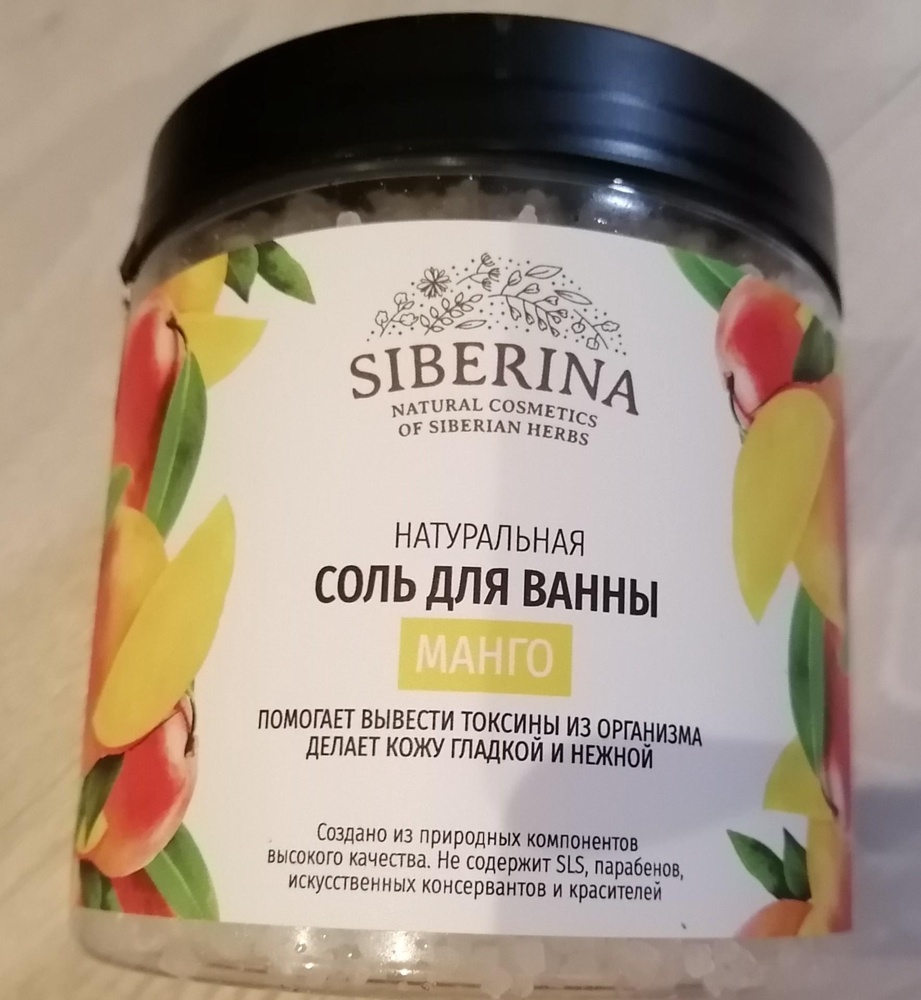 SIBERINA
NATURAL COSMETICS
OF SIBERIAN HERBS
НАТУРАЛЬНАЯ
СОЛЬ ДЛЯ ВАННЫ
МАНГО
ПОМОГАЕТ ВЫВЕСТИ ТОКСИНЫ ИЗ ОРГАНИЗМА
ДЕЛАЕТ КОЖУ ГЛАДКОЙ И НЕЖНОЙ
Создано из природных компонентов
высокого качества. Не содержит SLS, парабенов,
искусственных консервантов и красителей